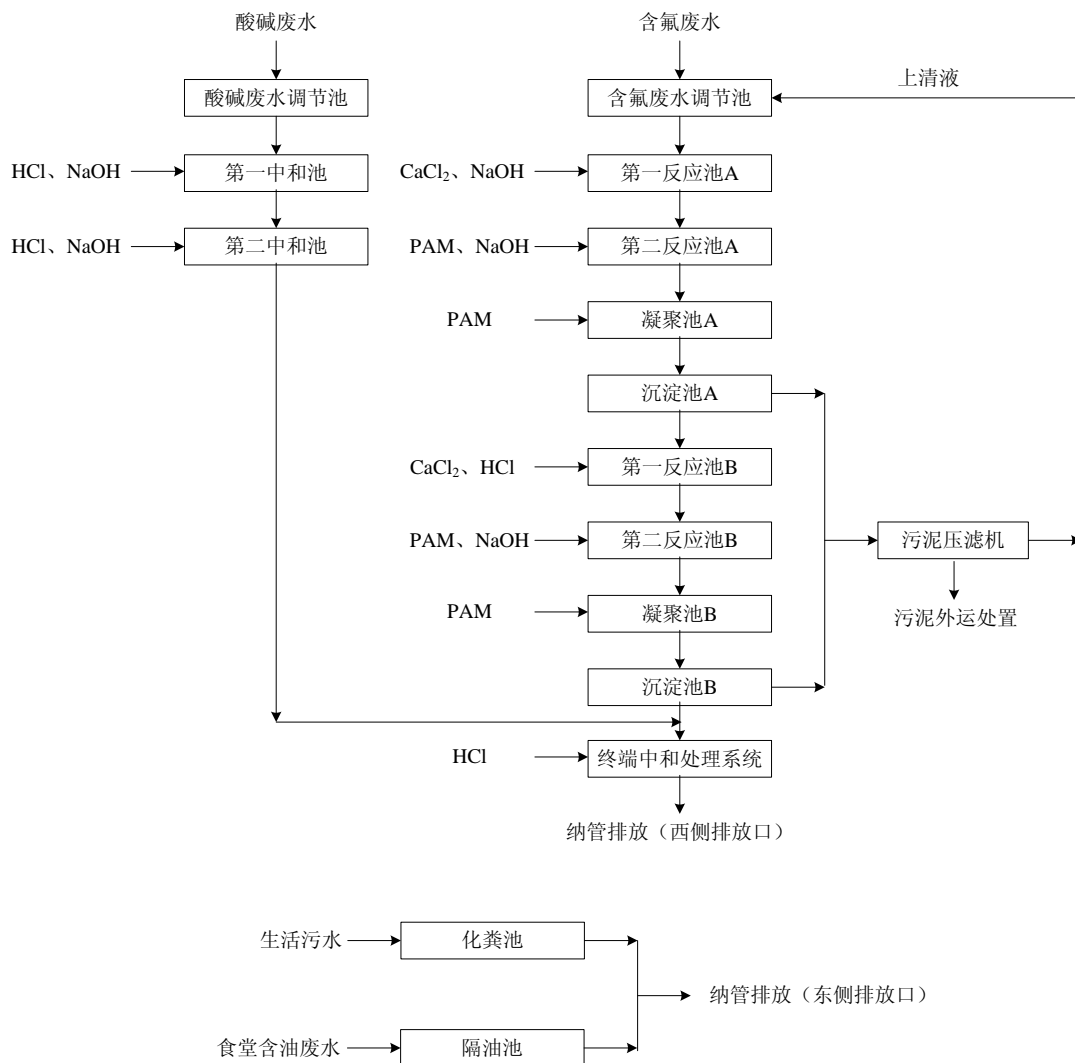 酸碱废水
含氟废水
上清液
酸碱废水调节池
含氟废水调节池
HCl、NaOH
第一中和池
CaCl₂、NaOH
第一反应池A
HCl、NaOH
第二中和池
PAM、NaOH
第二反应池A
PAM
凝聚池A
沉淀池A
CaCl₂、HCl
第一反应池B
PAM、NaOH
第二反应池B
污泥压滤机
PAM
凝聚池B
污泥外运处置
沉淀池B
HCl
终端中和处理系统
纳管排放（西侧排放口）
生活污水
化粪池
纳管排放（东侧排放口）
食堂含油废水
隔油池